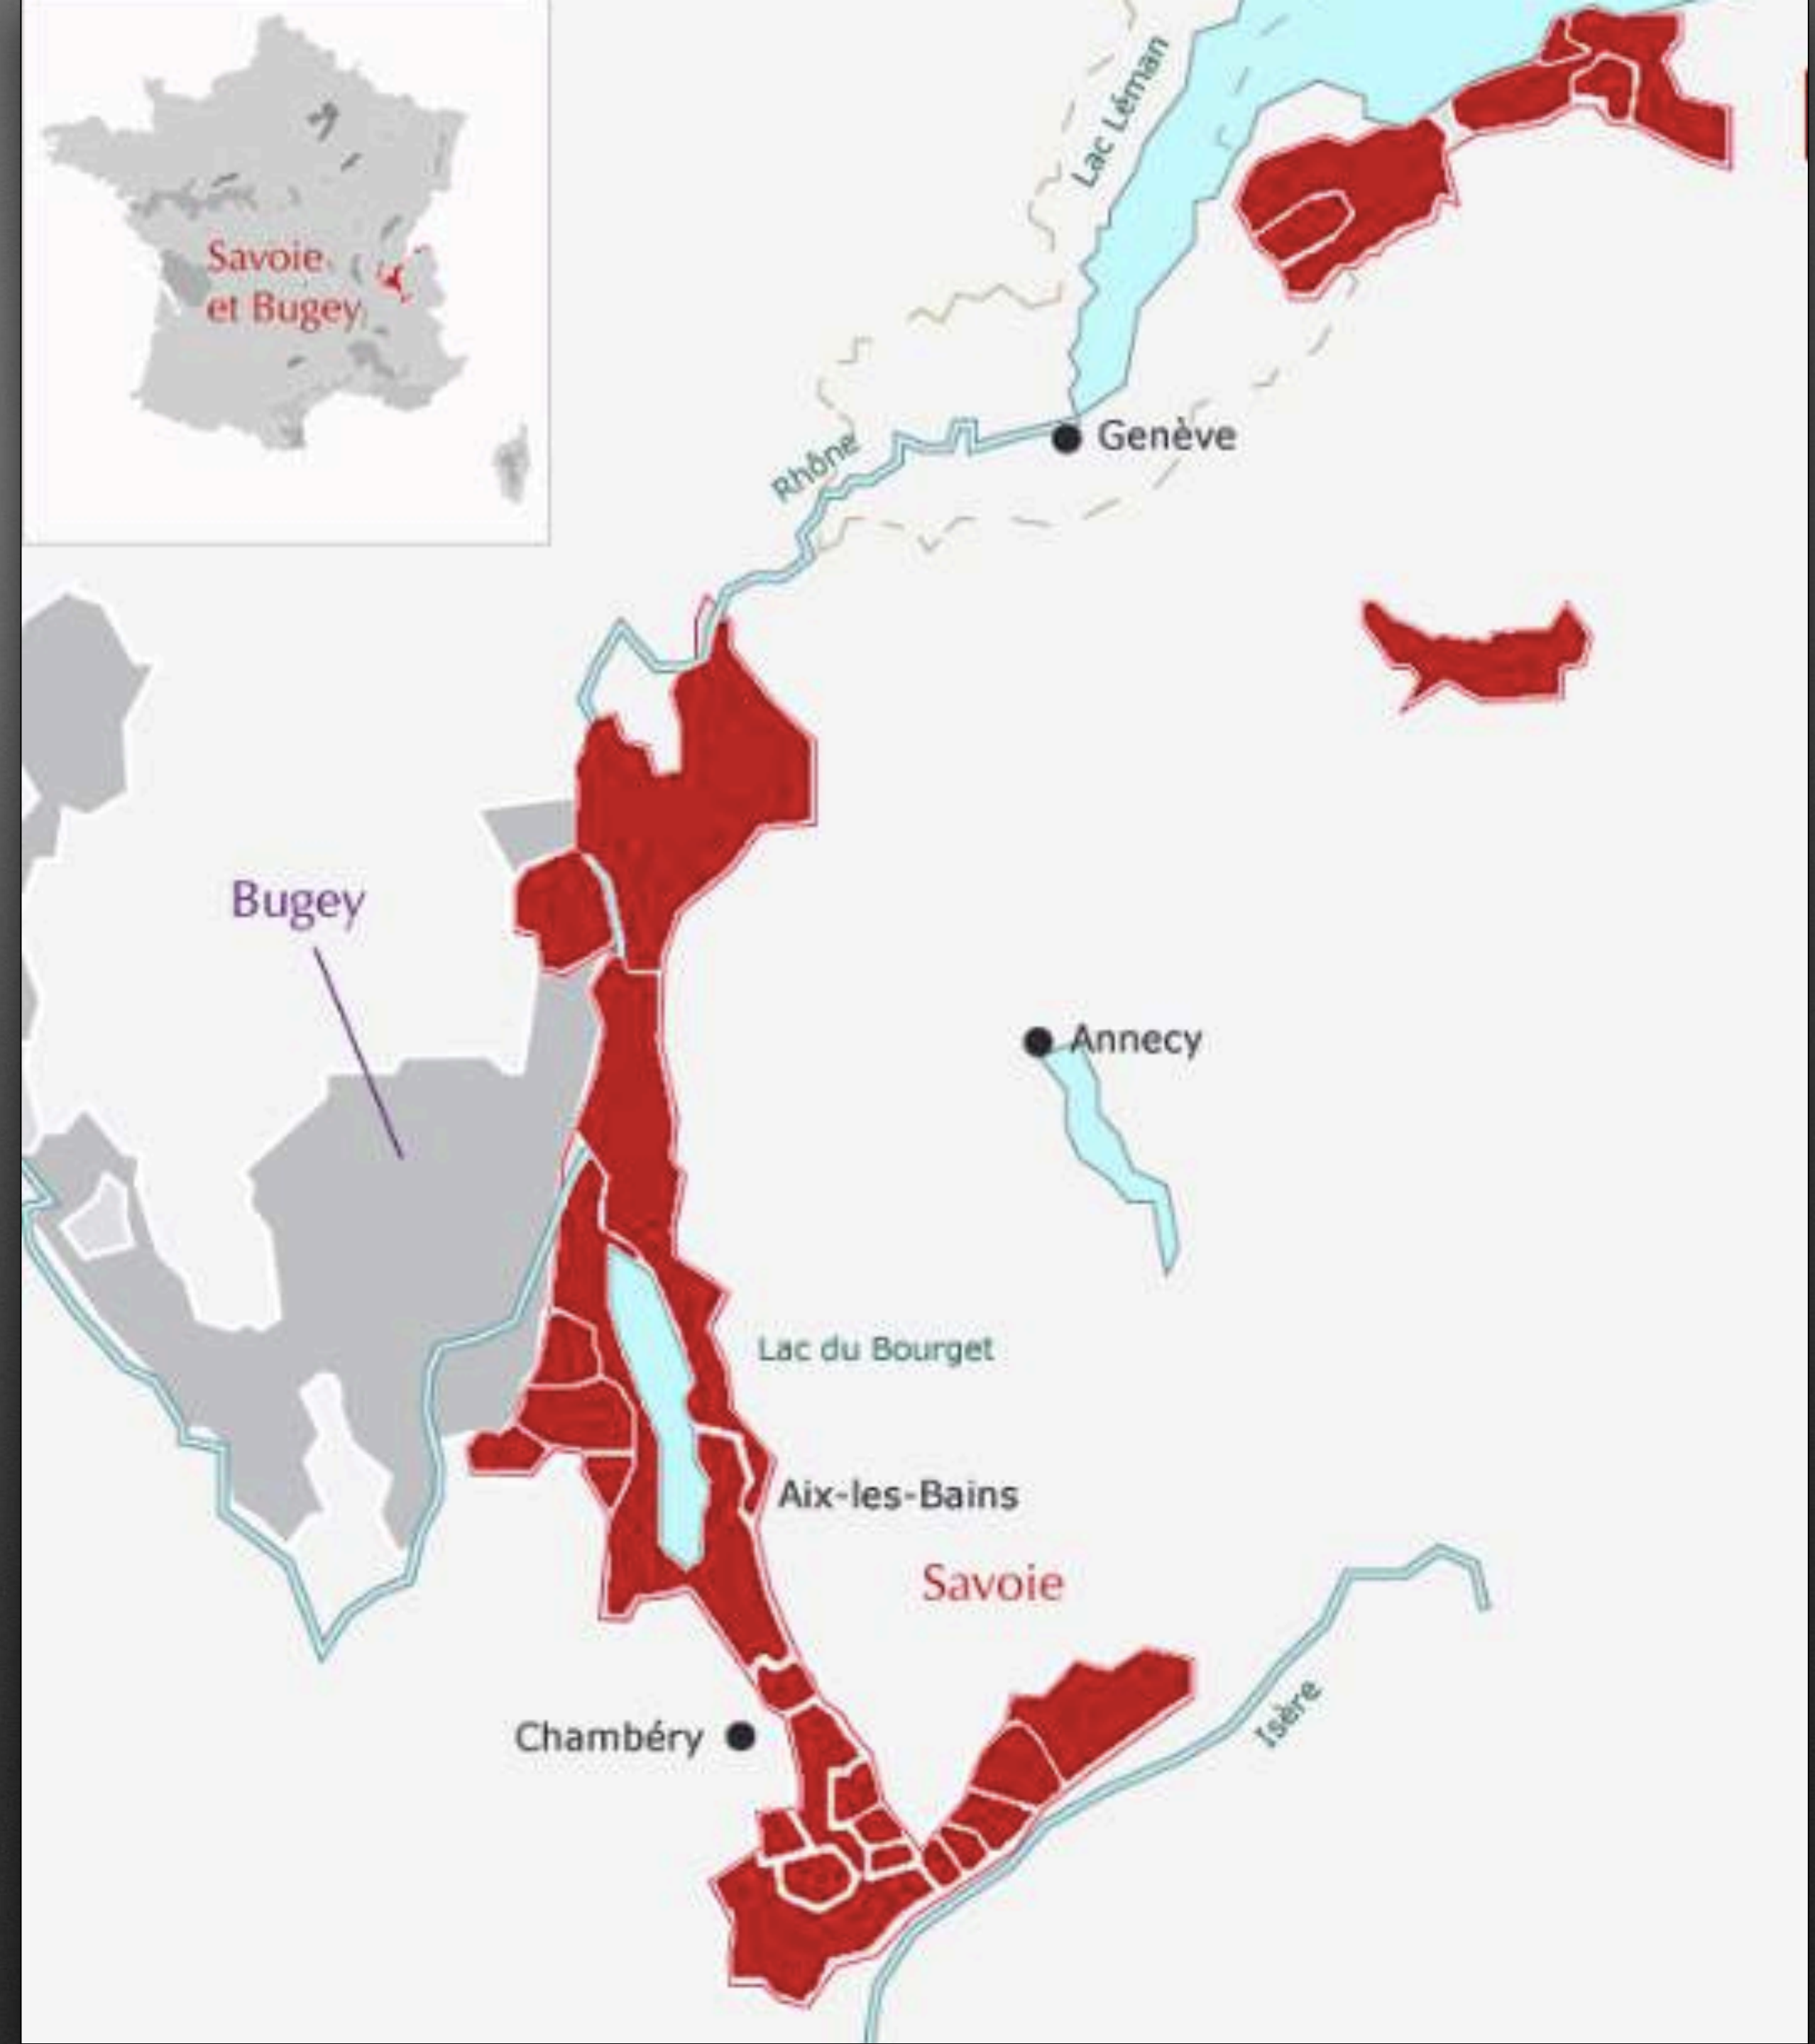 Savoie
et Bugey
Lac Léman
Genève
Rhône
Bugey
Annecy
Lac du Bourget
Aix-les-Bains
Savoie
Chambéry
Isère